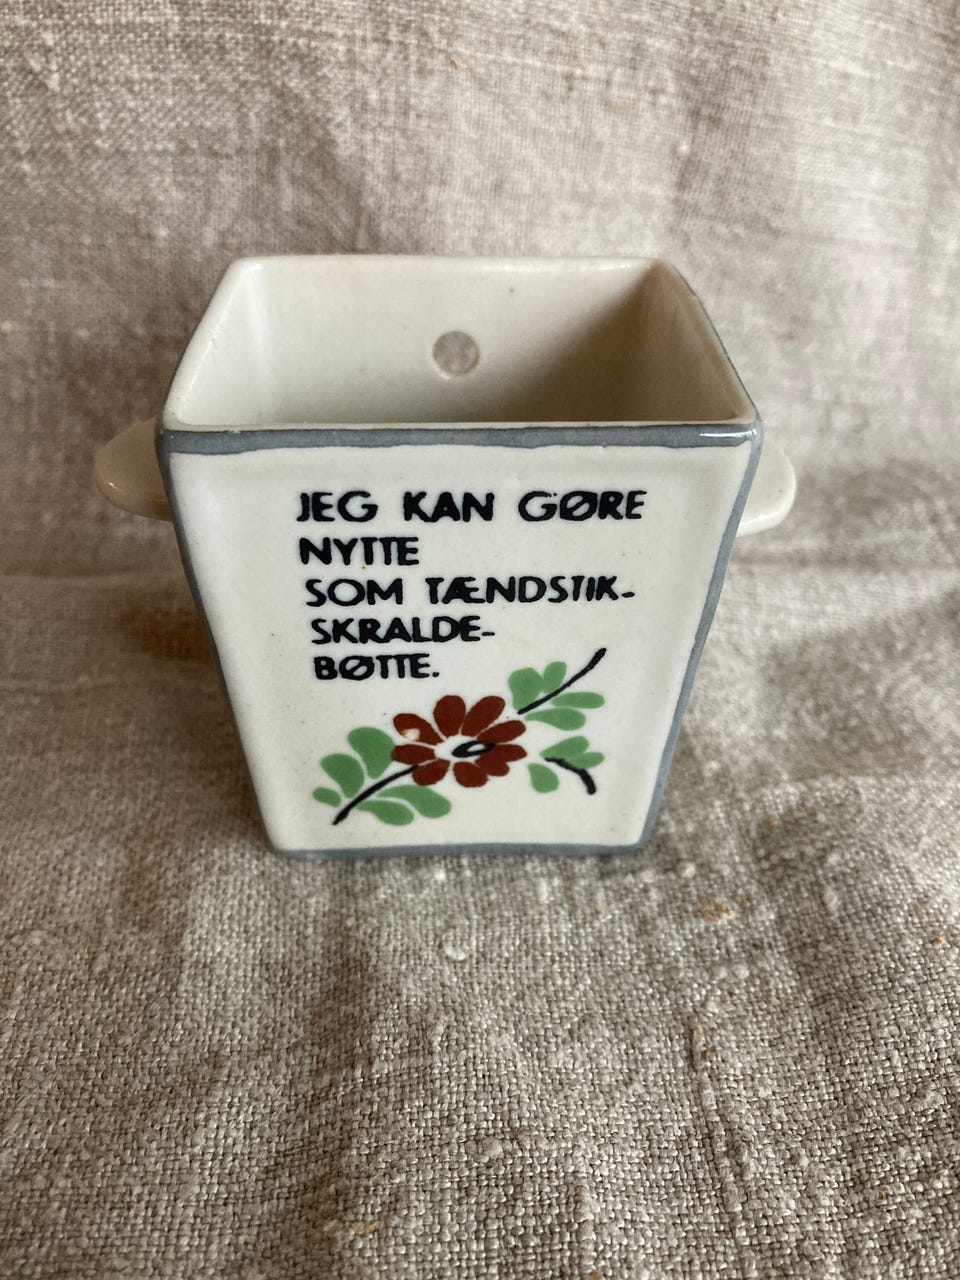 JEG KAN GØRE
NYTTE
SOM TÆNDSTIK-
SKRALDE-
BØTTE.